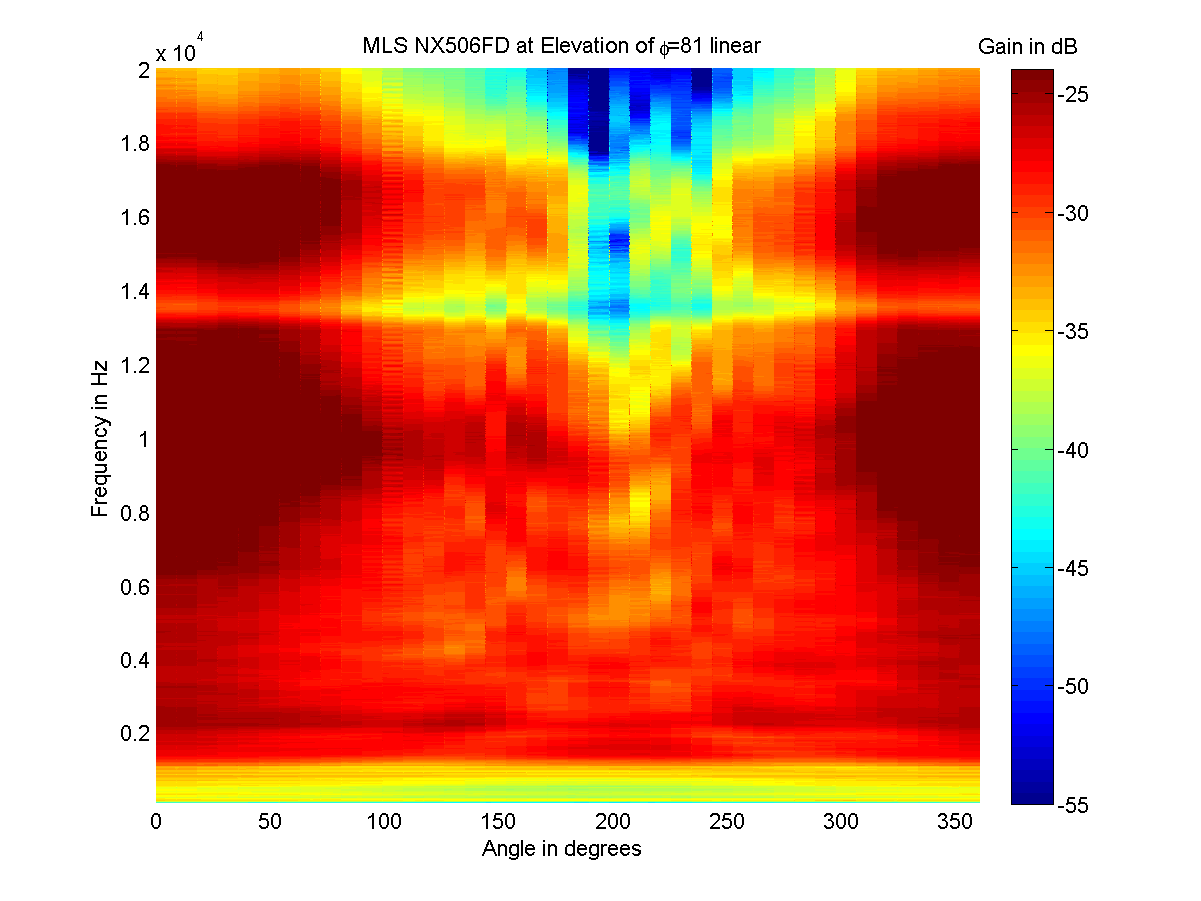 MLS NX506FD at Elevation of ϕ=81 linear
Gain in dB
x 10^4
2
1.8
1.6
1.4
1.2
1
0.8
0.6
0.4
0.2
Frequency in Hz
0 50 100 150 200 250 300 350
Angle in degrees
-25
-30
-35
-40
-45
-50
-55